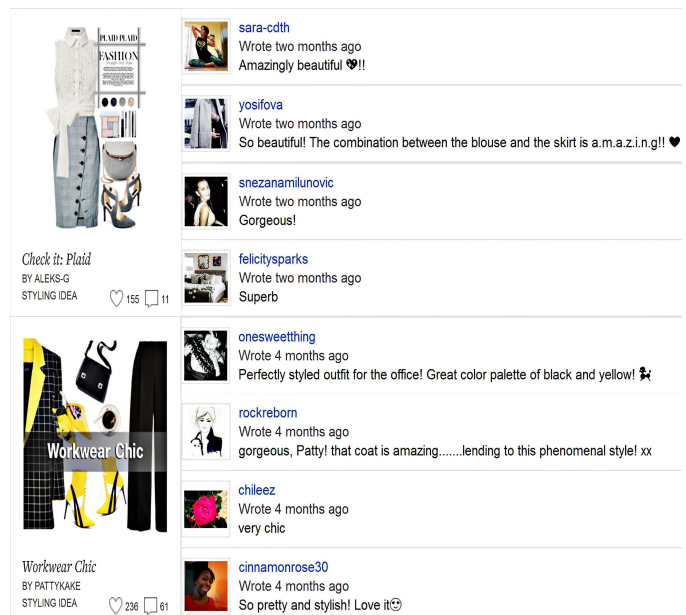 PLAID PLAID
FASHION
Check it: Plaid
BY ALEKS-G
STYLING IDEA
155
11
sara-cdth
Wrote two months ago
Amazingly beautiful 💖!!
yosifova
Wrote two months ago
So beautiful! The combination between the blouse and the skirt is a.m.a.z.i.n.g!! ♥
snezanamilunovic
Wrote two months ago
Gorgeous!
felicitysparks
Wrote two months ago
Superb
Workwear Chic
Workwear Chic
BY PATTYKAKE
STYLING IDEA
236
61
onesweetthing
Wrote 4 months ago
Perfectly styled outfit for the office! Great color palette of black and yellow!
rockreborn
Wrote 4 months ago
gorgeous, Patty! that coat is amazing.......lending to this phenomenal style! xx
chileez
Wrote 4 months ago
very chic
cinnamonrose30
Wrote 4 months ago
So pretty and stylish! Love it